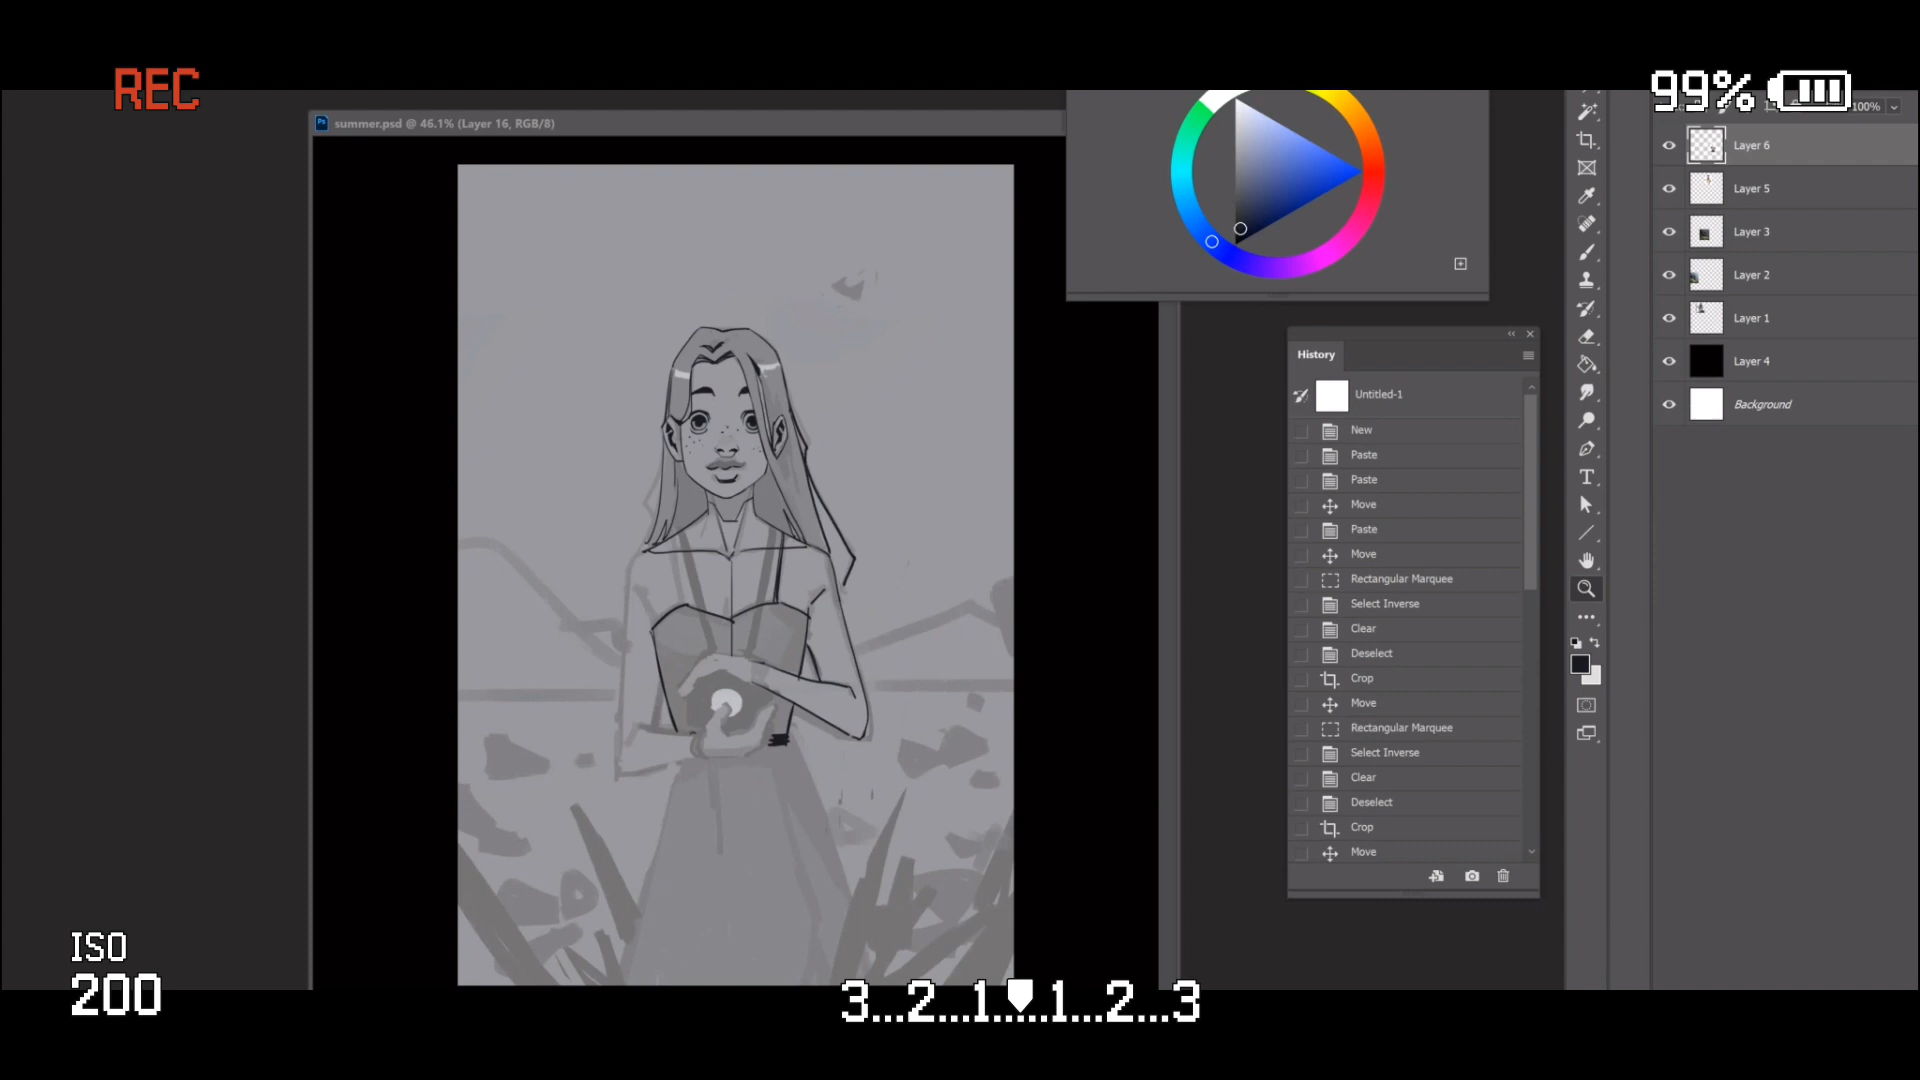 REC
99%
100%
Ps summer.psd @ 46.1% (Layer 16, RGB/8)
Layer 6
Layer 5
Layer 3
Layer 2
Layer 1
Layer 4
Background
History
Untitled-1
New
Paste
Paste
Move
Paste
Move
Rectangular Marquee
Select Inverse
Clear
Deselect
Crop
Move
Rectangular Marquee
Select Inverse
Clear
Deselect
Crop
Move
ISO
200
3...2...1...1...2...3